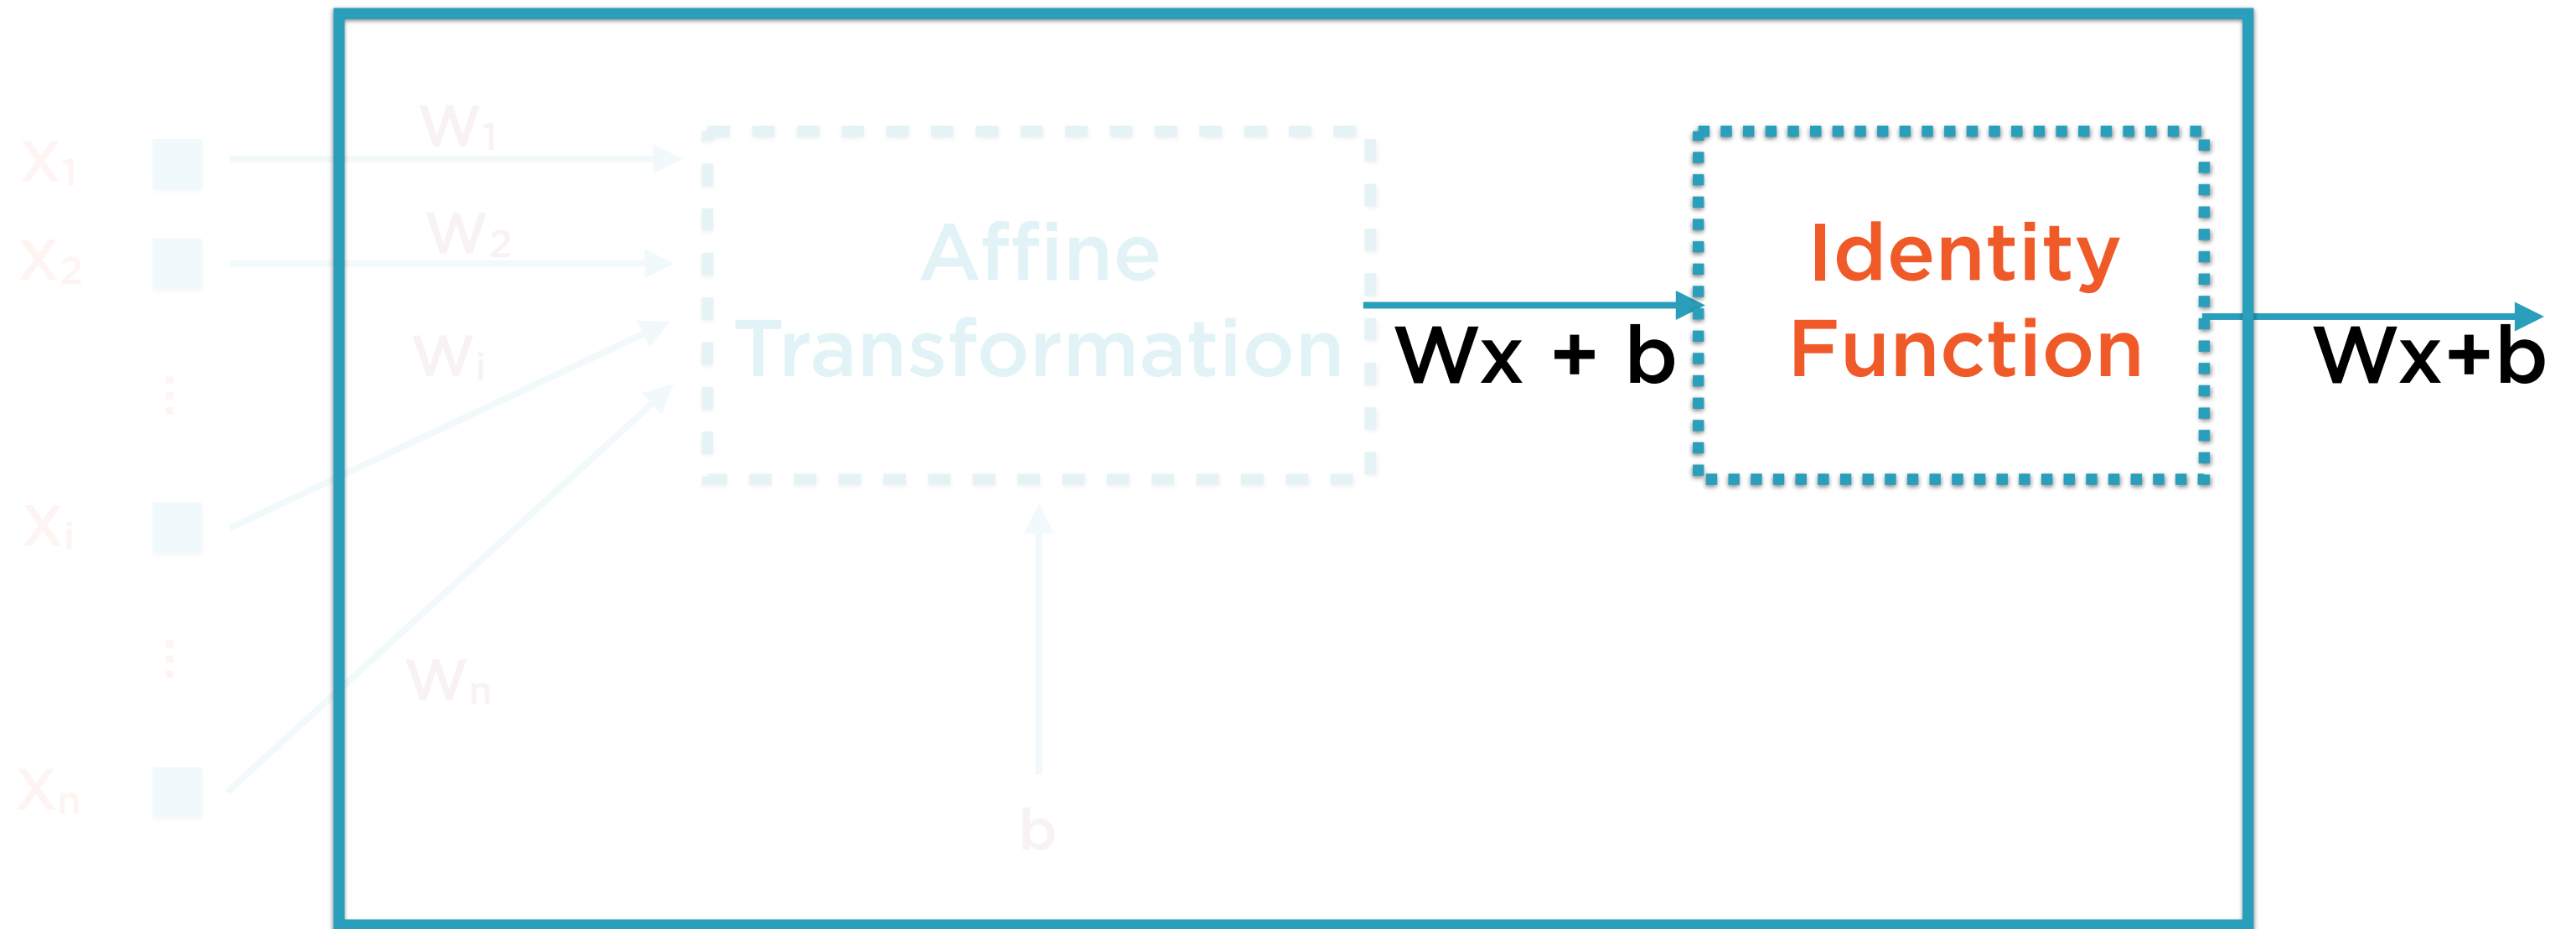 X1
W1
X2
W2
Affine
Transformation
Wi
⋮
Wx + b
Identity
Function
Wx+b
Xi
⋮
Wn
Xn
b